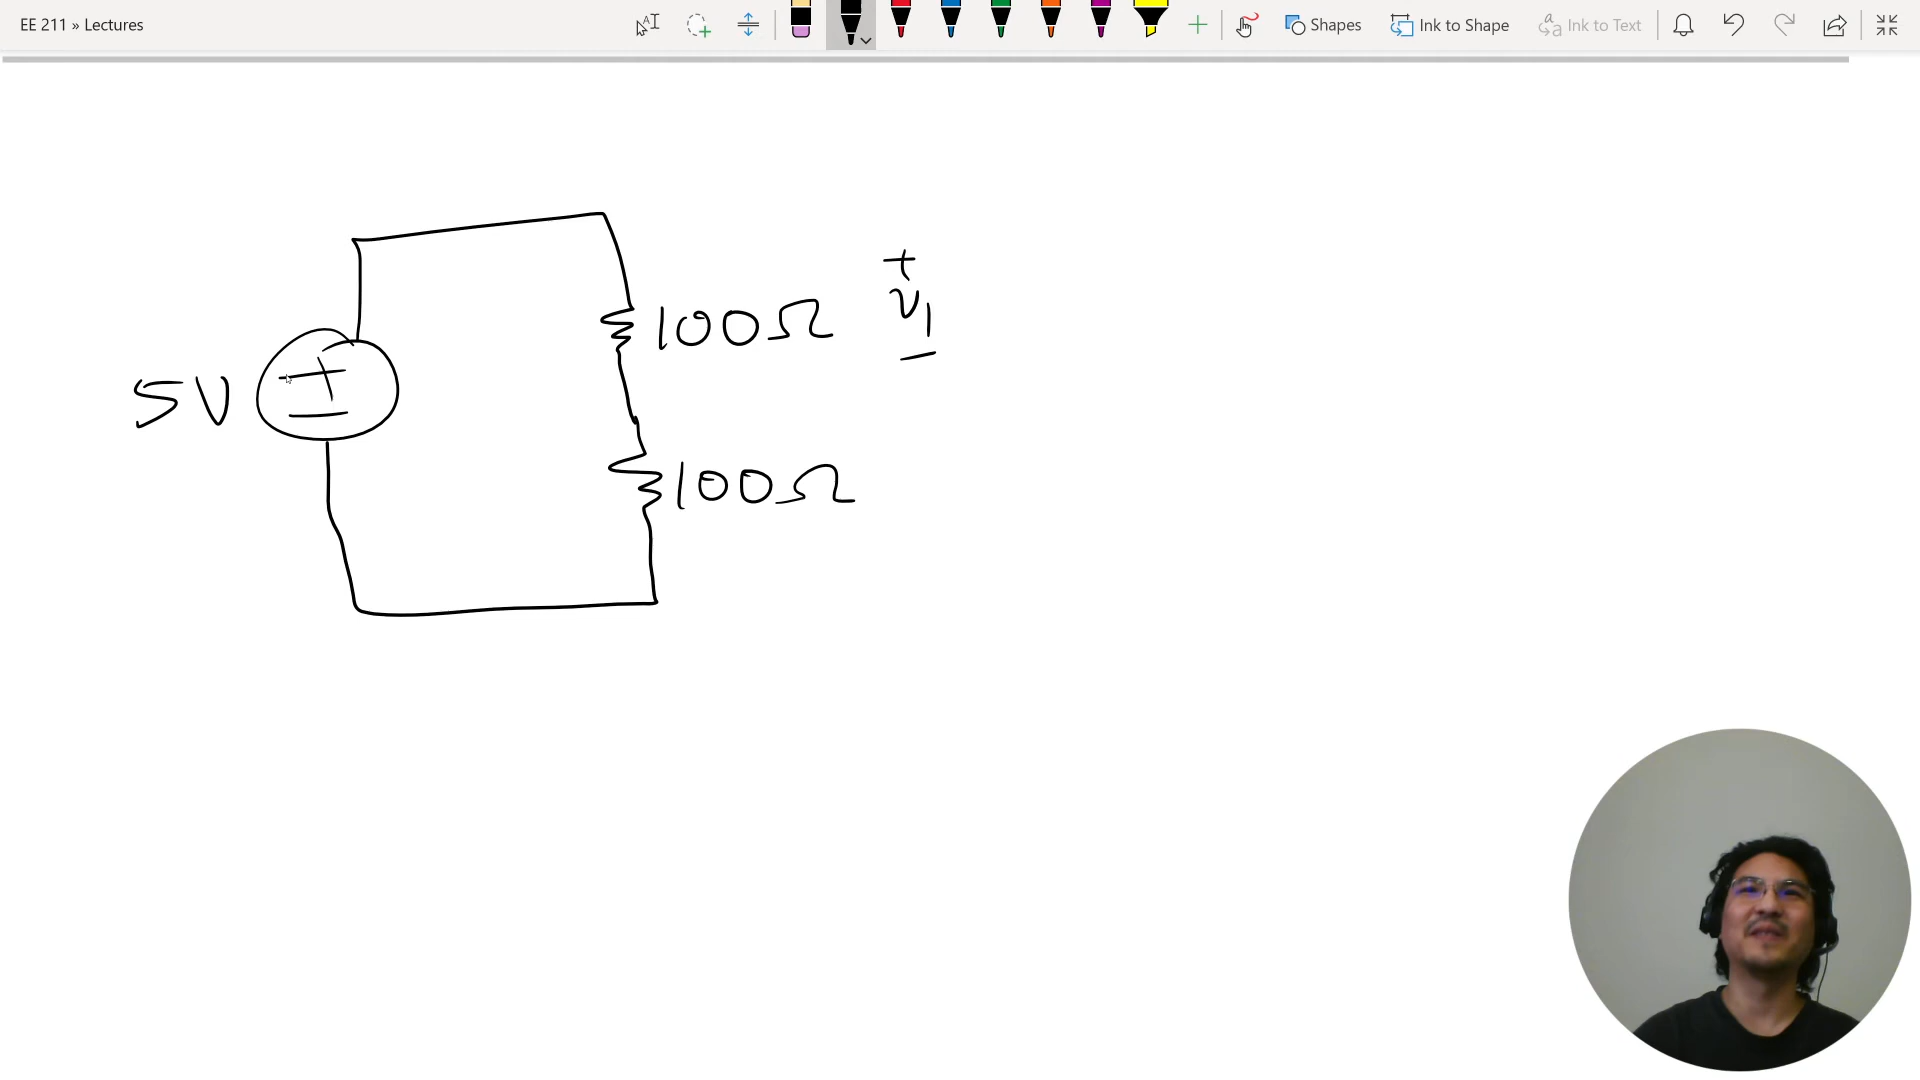 EE 211 » Lectures
Shapes
Ink to Shape
Ink to Text
+
100Ω v1
−
5V + −
100Ω